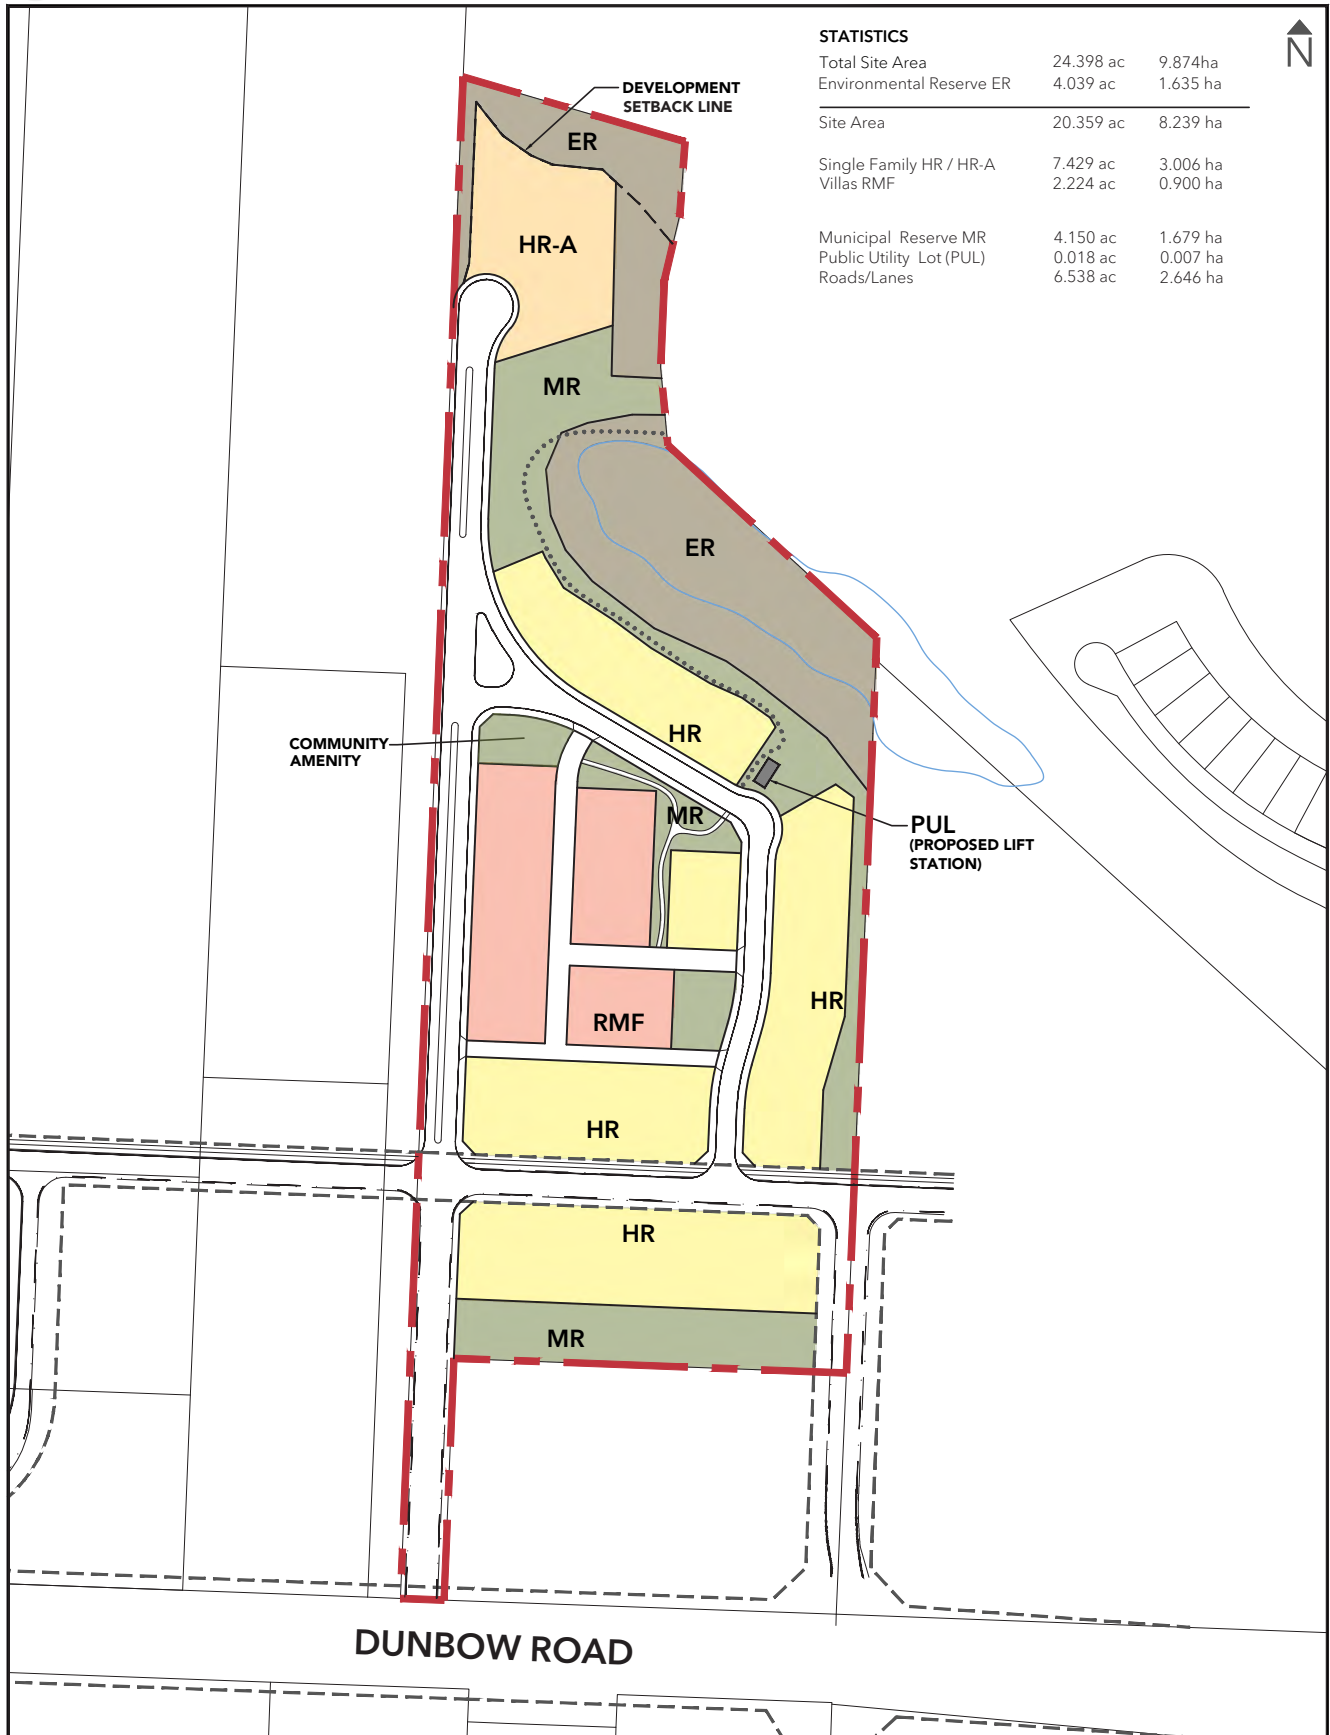 STATISTICS
Total Site Area 24.398 ac 9.874ha
Environmental Reserve ER 4.039 ac 1.635 ha
Site Area 20.359 ac 8.239 ha
Single Family HR / HR-A 7.429 ac 3.006 ha
Villas RMF 2.224 ac 0.900 ha
Municipal Reserve MR 4.150 ac 1.679 ha
Public Utility Lot (PUL) 0.018 ac 0.007 ha
Roads/Lanes 6.538 ac 2.646 ha
N
DEVELOPMENT
SETBACK LINE
ER
HR-A
MR
ER
HR
COMMUNITY
AMENITY
MR
PUL
(PROPOSED LIFT
STATION)
HR
RMF
HR
HR
MR
DUNBOW ROAD